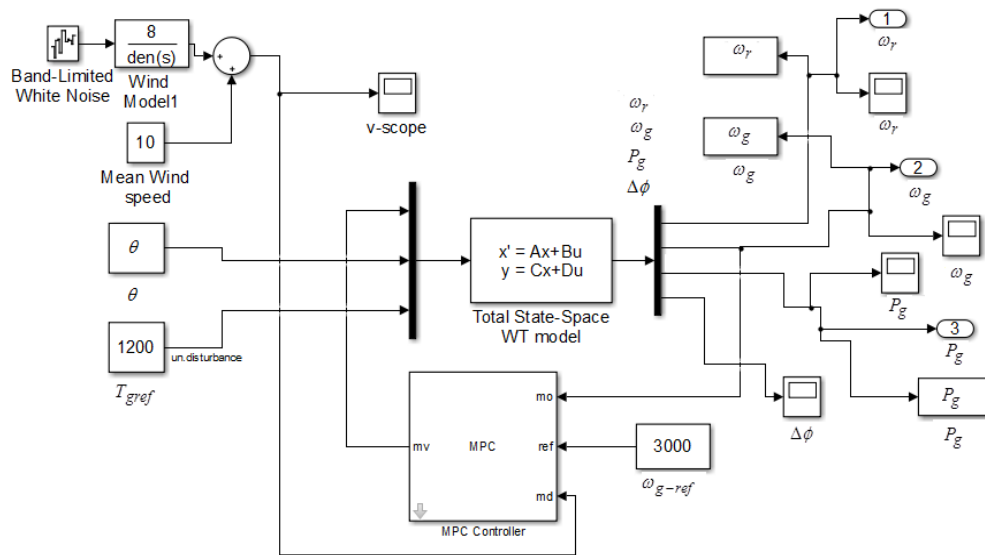 8
den(s)
Band-Limited
White Noise
Wind
Model1
+
+
10
Mean Wind
speed
v-scope
θ
θ
1200
un.disturbance
T_gref
x' = Ax+Bu
y = Cx+Du
Total State-Space
WT model
ω_r
ω_g
P_g
Δϕ
ω_r
ω_g
ω_g
1
ω_r
ω_r
2
ω_g
ω_g
P_g
3
P_g
P_g
P_g
Δϕ
mv
MPC
mo
ref
md
MPC Controller
3000
ω_g-ref